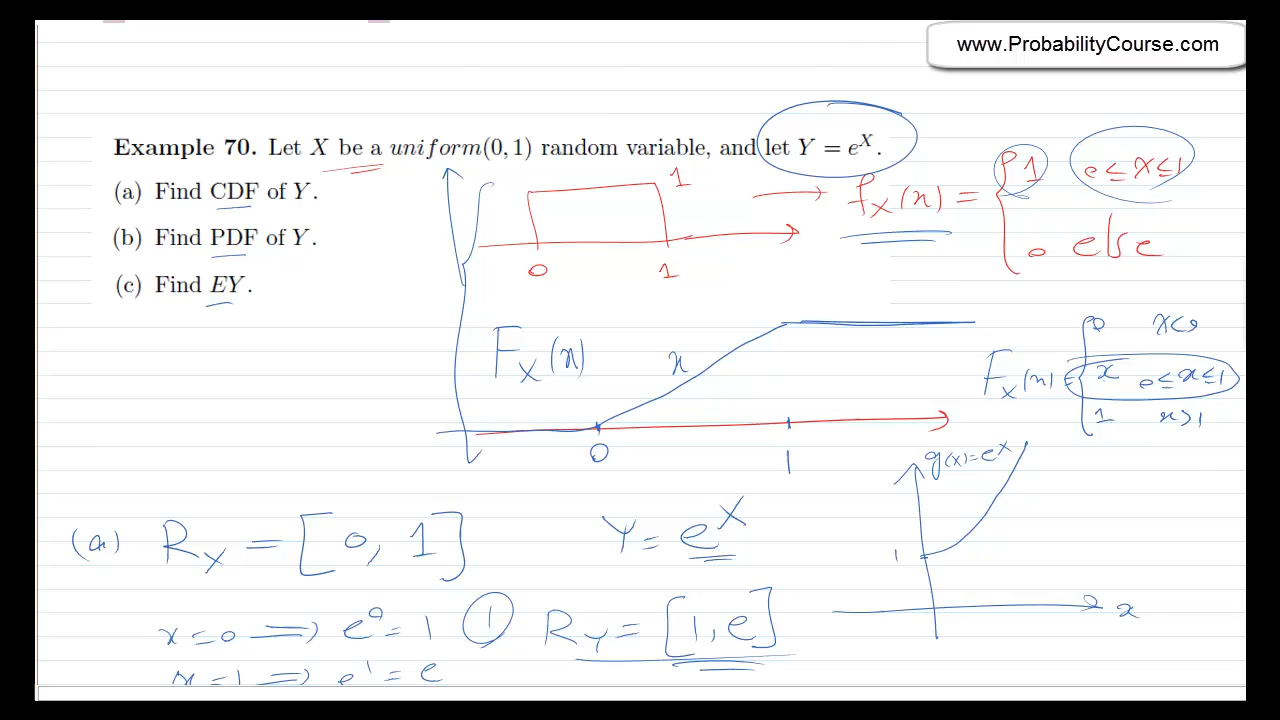 www.ProbabilityCourse.com
Example 70. Let X be a uniform(0, 1) random variable, and let Y = e^X.
(a) Find CDF of Y.
(b) Find PDF of Y.
(c) Find EY.
1
0 1
f_X(x) = { 1 0≤x≤1
0 else
F_X(x)
x
0 1
F_X(x) = { 0 x<0
x 0≤x≤1
1 x>1
g(x)=e^x
1
x
(a) R_X = [0, 1] Y = e^X
x=0 ⟹ e^0 = 1 ① R_Y = [1, e]
x=1 ⟹ e^1 = e